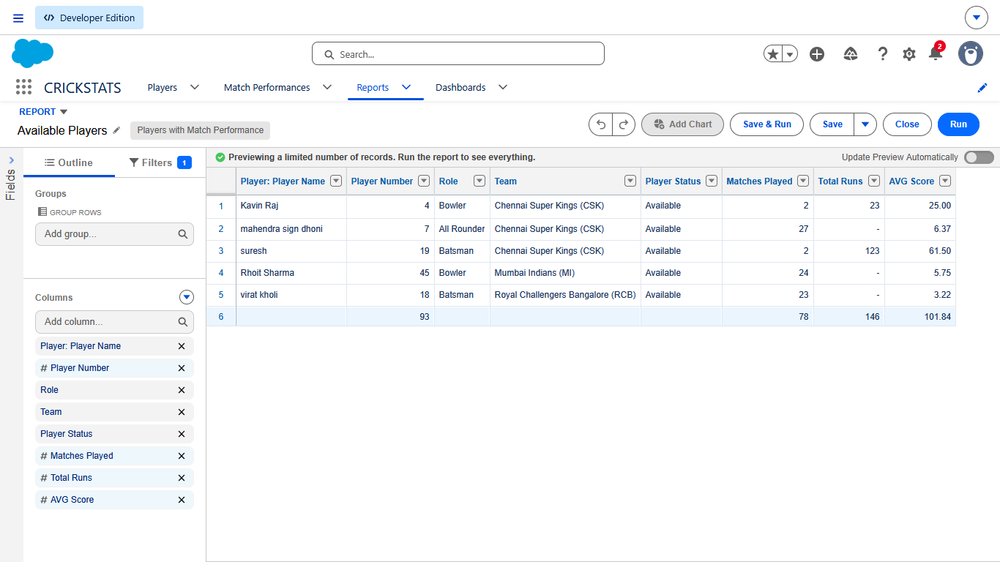 Developer Edition
Search...
2
CRICKSTATS Players Match Performances Reports Dashboards
REPORT
Available Players Players with Match Performance
Add Chart Save & Run Save Close Run
Fields
Outline Filters 1
Groups
GROUP ROWS
Add group...
Columns
Add column...
Player: Player Name
# Player Number
Role
Team
Player Status
# Matches Played
# Total Runs
# AVG Score
Previewing a limited number of records. Run the report to see everything. Update Preview Automatically
Player: Player Name Player Number Role Team Player Status Matches Played Total Runs AVG Score
1 Kavin Raj 4 Bowler Chennai Super Kings (CSK) Available 2 23 25.00
2 mahendra sign dhoni 7 All Rounder Chennai Super Kings (CSK) Available 27 - 6.37
3 suresh 19 Batsman Chennai Super Kings (CSK) Available 2 123 61.50
4 Rhoit Sharma 45 Bowler Mumbai Indians (MI) Available 24 - 5.75
5 virat kholi 18 Batsman Royal Challengers Bangalore (RCB) Available 23 - 3.22
6 93 78 146 101.84